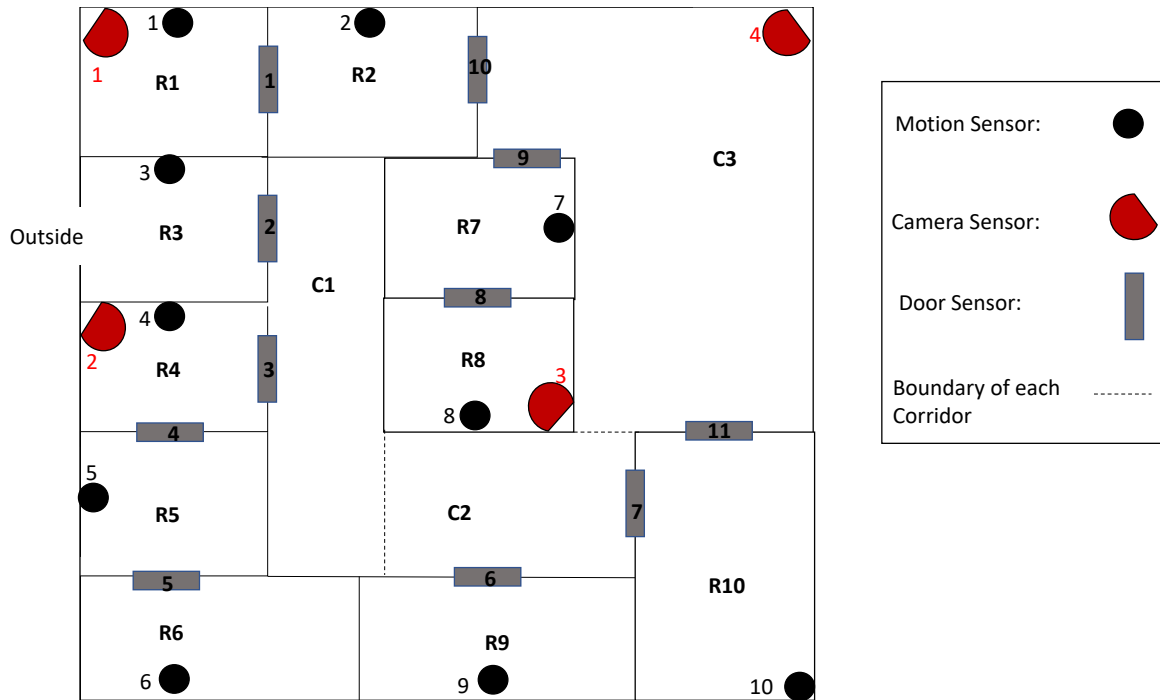 1
2
4
1
R1
1
R2
10
3
9
C3
7
Outside
R3
2
R7
C1
8
4
2
R4
3
R8
3
8
4
11
5
R5
C2
7
5
6
R10
R6
R9
6
9
10
Motion Sensor:
Camera Sensor:
Door Sensor:
Boundary of each
Corridor